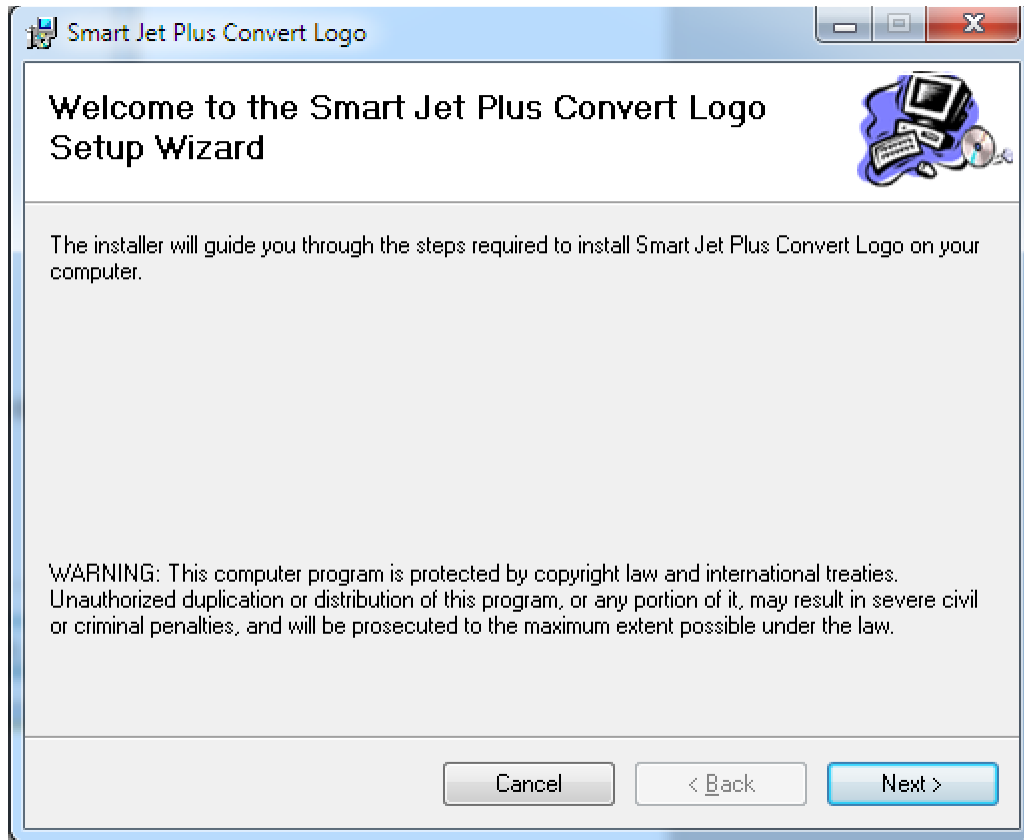 Smart Jet Plus Convert Logo
Welcome to the Smart Jet Plus Convert Logo
Setup Wizard
The installer will guide you through the steps required to install Smart Jet Plus Convert Logo on your
computer.
WARNING: This computer program is protected by copyright law and international treaties.
Unauthorized duplication or distribution of this program, or any portion of it, may result in severe civil
or criminal penalties, and will be prosecuted to the maximum extent possible under the law.
Cancel < Back Next >